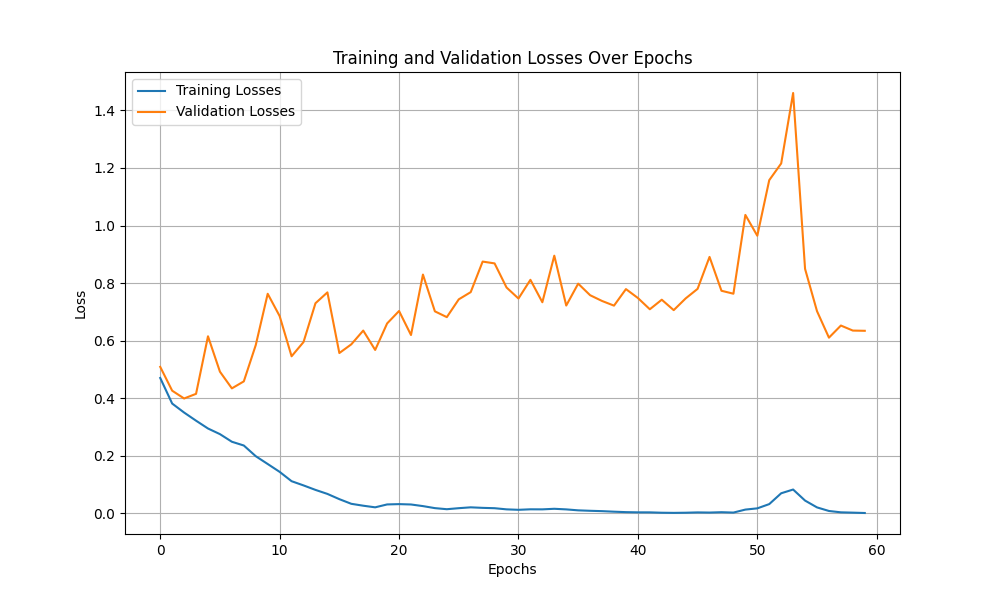 Training and Validation Losses Over Epochs
Training Losses
Validation Losses
Loss
1.4
1.2
1.0
0.8
0.6
0.4
0.2
0.0
0 10 20 30 40 50 60
Epochs